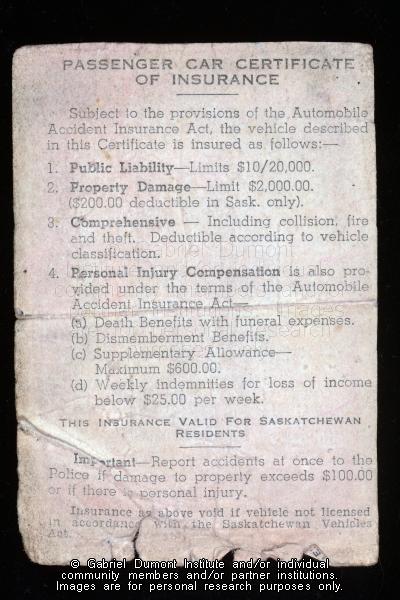 PASSENGER CAR CERTIFICATE
OF INSURANCE
Subject to the provisions of the Automobile
Accident Insurance Act, the vehicle described
in this Certificate is insured as follows:—
1. Public Liability—Limits $10/20,000.
2. Property Damage—Limit $2,000.00.
($200.00 deductible in Sask. only).
3. Comprehensive — Including collision, fire
and theft. Deductible according to vehicle
classification.
4. Personal Injury Compensation is also pro-
vided under the terms of the Automobile
Accident Insurance Act—
(a) Death Benefits with funeral expenses.
(b) Dismemberment Benefits.
(c) Supplementary Allowance—
Maximum $600.00.
(d) Weekly indemnities for loss of income
below $25.00 per week.
THIS INSURANCE VALID FOR SASKATCHEWAN
RESIDENTS
Important—Report accidents at once to the
Police if damage to property exceeds $100.00
or if there is personal injury.
Insurance as above void if vehicle not licensed
in accordance with the Saskatchewan Vehicles
Act.
© Gabriel Dumont Institute and/or individual
community members and/or partner institutions.
Images are for personal research purposes only.